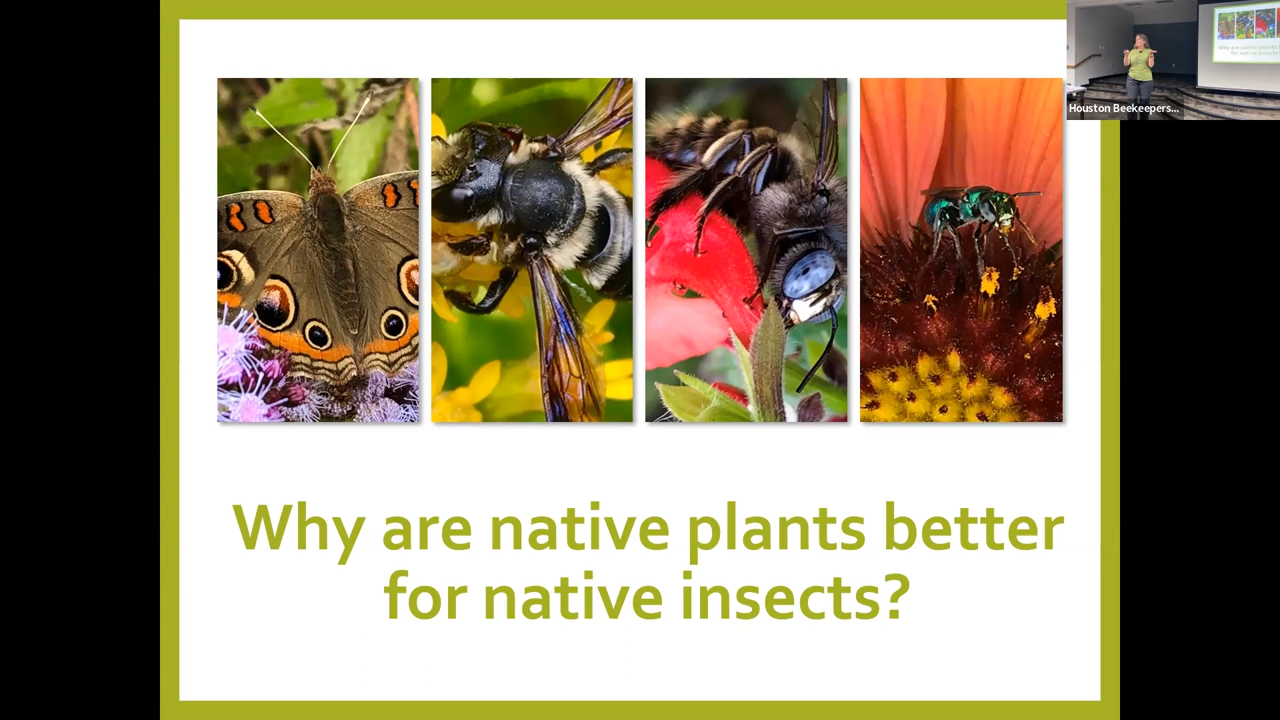 Houston Beekeepers...
Why are native plants better
for native insects?